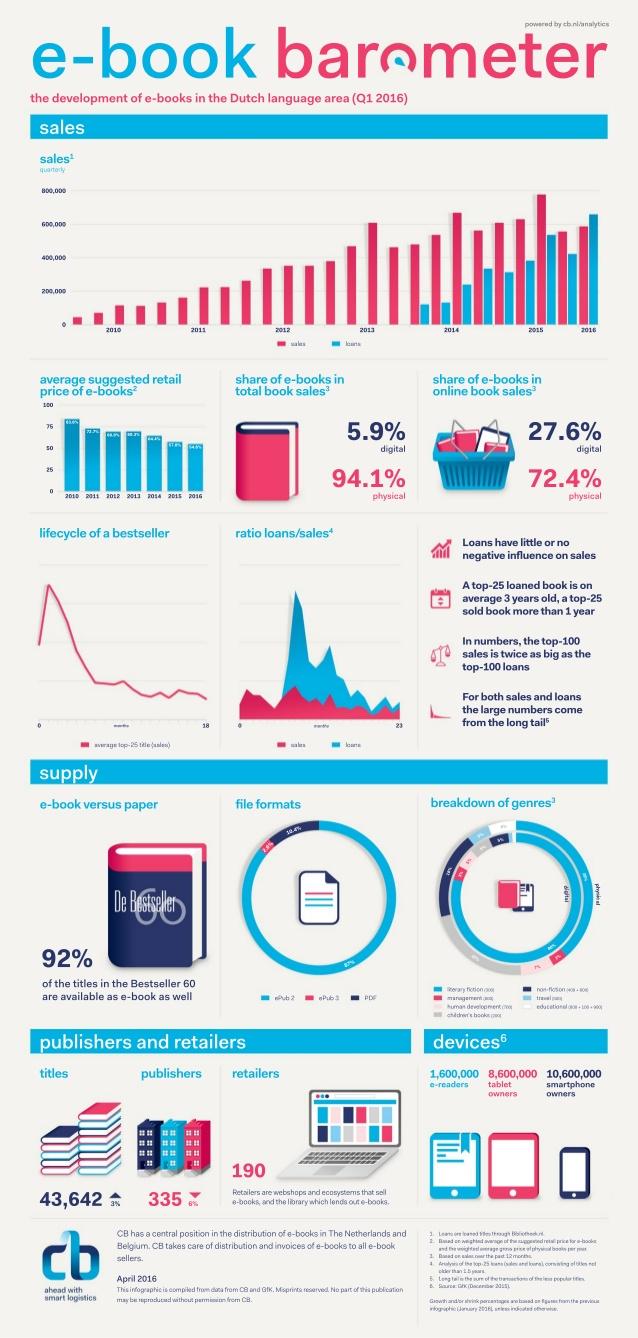 powered by cb.nl/analytics
e-book barometer
the development of e-books in the Dutch language area (Q1 2016)
sales
sales¹
quarterly
800,000
600,000
400,000
200,000
0
2010 2011 2012 2013 2014 2015 2016
sales loans
average suggested retail
price of e-books²
100
75
50
25
0
83.6% 72.7% 69.9% 69.3% 64.4% 57.8%
2010 2011 2012 2013 2014 2015 2016
share of e-books in
total book sales³
5.9%
digital
94.1%
physical
share of e-books in
online book sales³
27.6%
digital
72.4%
physical
lifecycle of a bestseller
0 months 18
average top-25 title (sales)
ratio loans/sales⁴
0 months 23
sales loans
Loans have little or no
negative influence on sales
A top-25 loaned book is on
average 3 years old, a top-25
sold book more than 1 year
In numbers, the top-100
sales is twice as big as the
top-100 loans
For both sales and loans
the large numbers come
from the long tail⁵
supply
e-book versus paper
De Bestseller
60
92%
of the titles in the Bestseller 60
are available as e-book as well
file formats
2.6%
10.4%
87%
ePub 2 ePub 3 PDF
breakdown of genres³
digital
physical
literary fiction (300)
management
human development (700)
children's books (200)
non-fiction (400 + 600)
travel (500)
educational (800 + 100 + 900)
publishers and retailers
titles
43,642
3%
publishers
335
6%
retailers
190
Retailers are webshops and ecosystems that sell
e-books, and the library which lends out e-books.
devices⁶
1,600,000
e-readers
8,600,000
tablet
owners
10,600,000
smartphone
owners
cb
ahead with
smart logistics
CB has a central position in the distribution of e-books in The Netherlands and
Belgium. CB takes care of distribution and invoices of e-books to all e-book
sellers.
April 2016
This infographic is compiled from data from CB and GfK. Misprints reserved. No part of this publication
may be reproduced without permission from CB.
1. Loans are loaned titles through Bibliotheek.nl.
2. Based on weighted average of the suggested retail price for e-books
and the weighted average gross price of physical books per year.
3. Based on sales over the past 12 months.
4. Analysis of the top-25 loans (sales and loans), consisting of titles not
older than 1.5 years.
5. Long tail is the sum of the transactions of the less popular titles.
6. Source: GfK (December 2015).
Growth and/or shrink percentages are based on figures from the previous
infographic (January 2016), unless indicated otherwise.